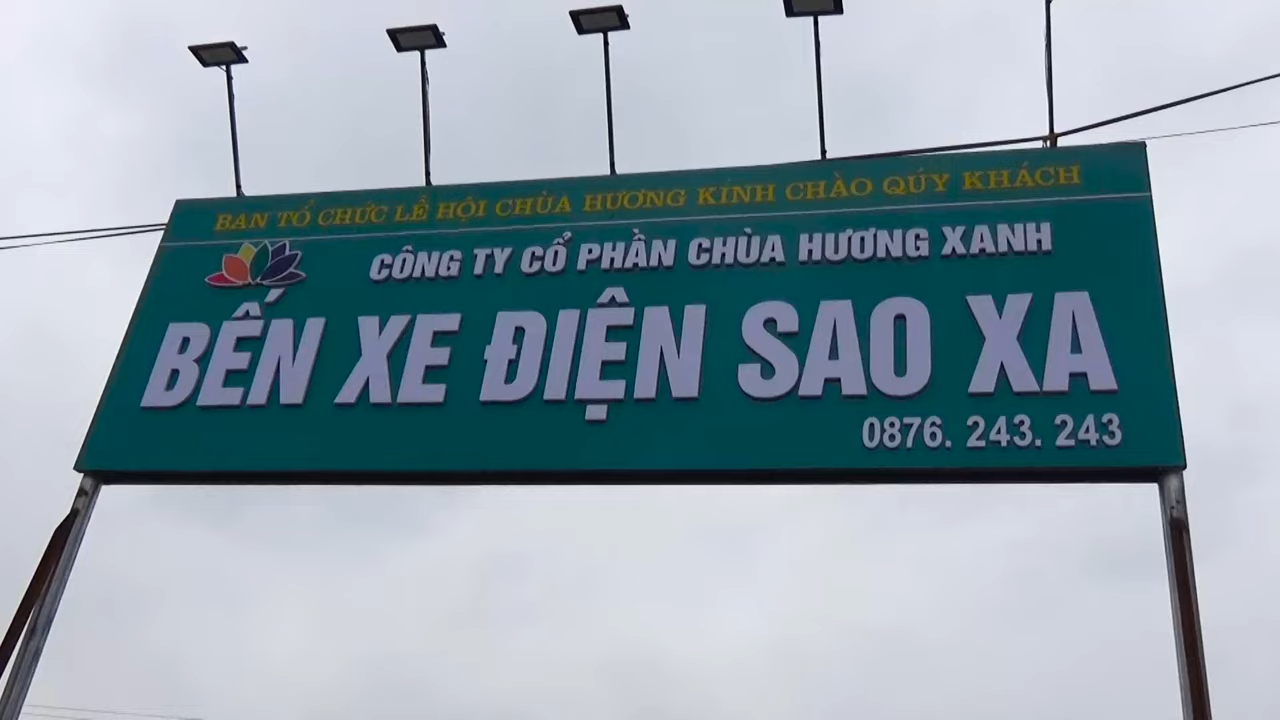 BAN TỔ CHỨC LỄ HỘI CHÙA HƯƠNG KÍNH CHÀO QÚY KHÁCH
CÔNG TY CỔ PHẦN CHÙA HƯƠNG XANH
BẾN XE ĐIỆN SAO XA
0876. 243. 243